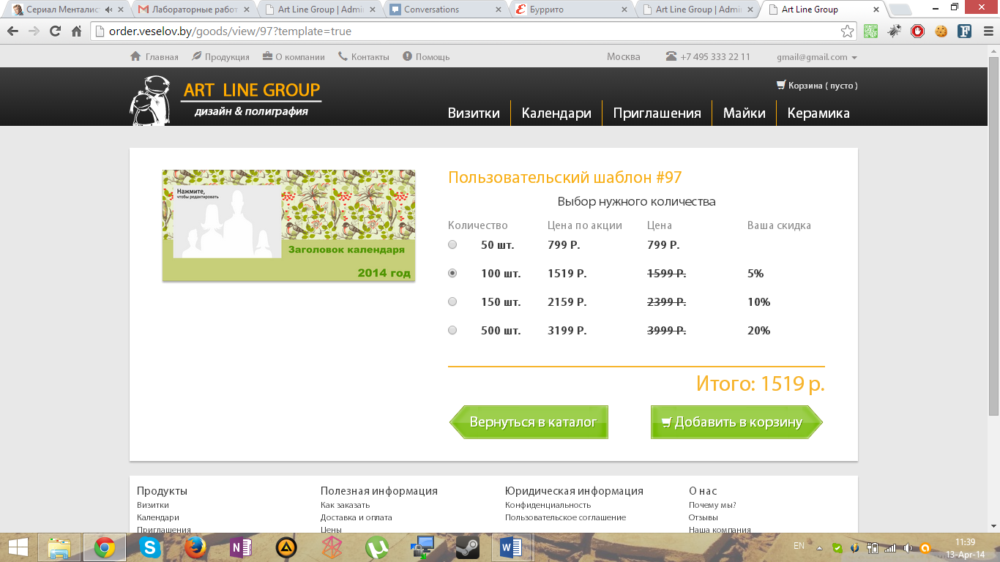 Сериал Менталис
Лабораторные работ
Art Line Group | Admi
Conversations
Буррито
Art Line Group | Admi
Art Line Group
order.veselov.by/goods/view/97?template=true
Главная Продукция О компании Контакты Помощь Москва +7 495 333 22 11 gmail@gmail.com
ART LINE GROUP
дизайн & полиграфия
Корзина ( пусто )
Визитки Календари Приглашения Майки Керамика
Нажмите,
чтобы редактировать
Заголовок календаря
2014 год
Пользовательский шаблон #97
Выбор нужного количества
Количество Цена по акции Цена Ваша скидка
50 шт. 799 Р. 799 Р.
100 шт. 1519 Р. 1599 Р. 5%
150 шт. 2159 Р. 2399 Р. 10%
500 шт. 3199 Р. 3999 Р. 20%
Итого: 1519 р.
Вернуться в каталог
Добавить в корзину
Продукты Полезная информация Юридическая информация О нас
Визитки Как заказать Конфиденциальность Почему мы?
Календари Доставка и оплата Пользовательское соглашение Отзывы
Приглашения Цены Наша компания
EN
11:39
13-Apr-14